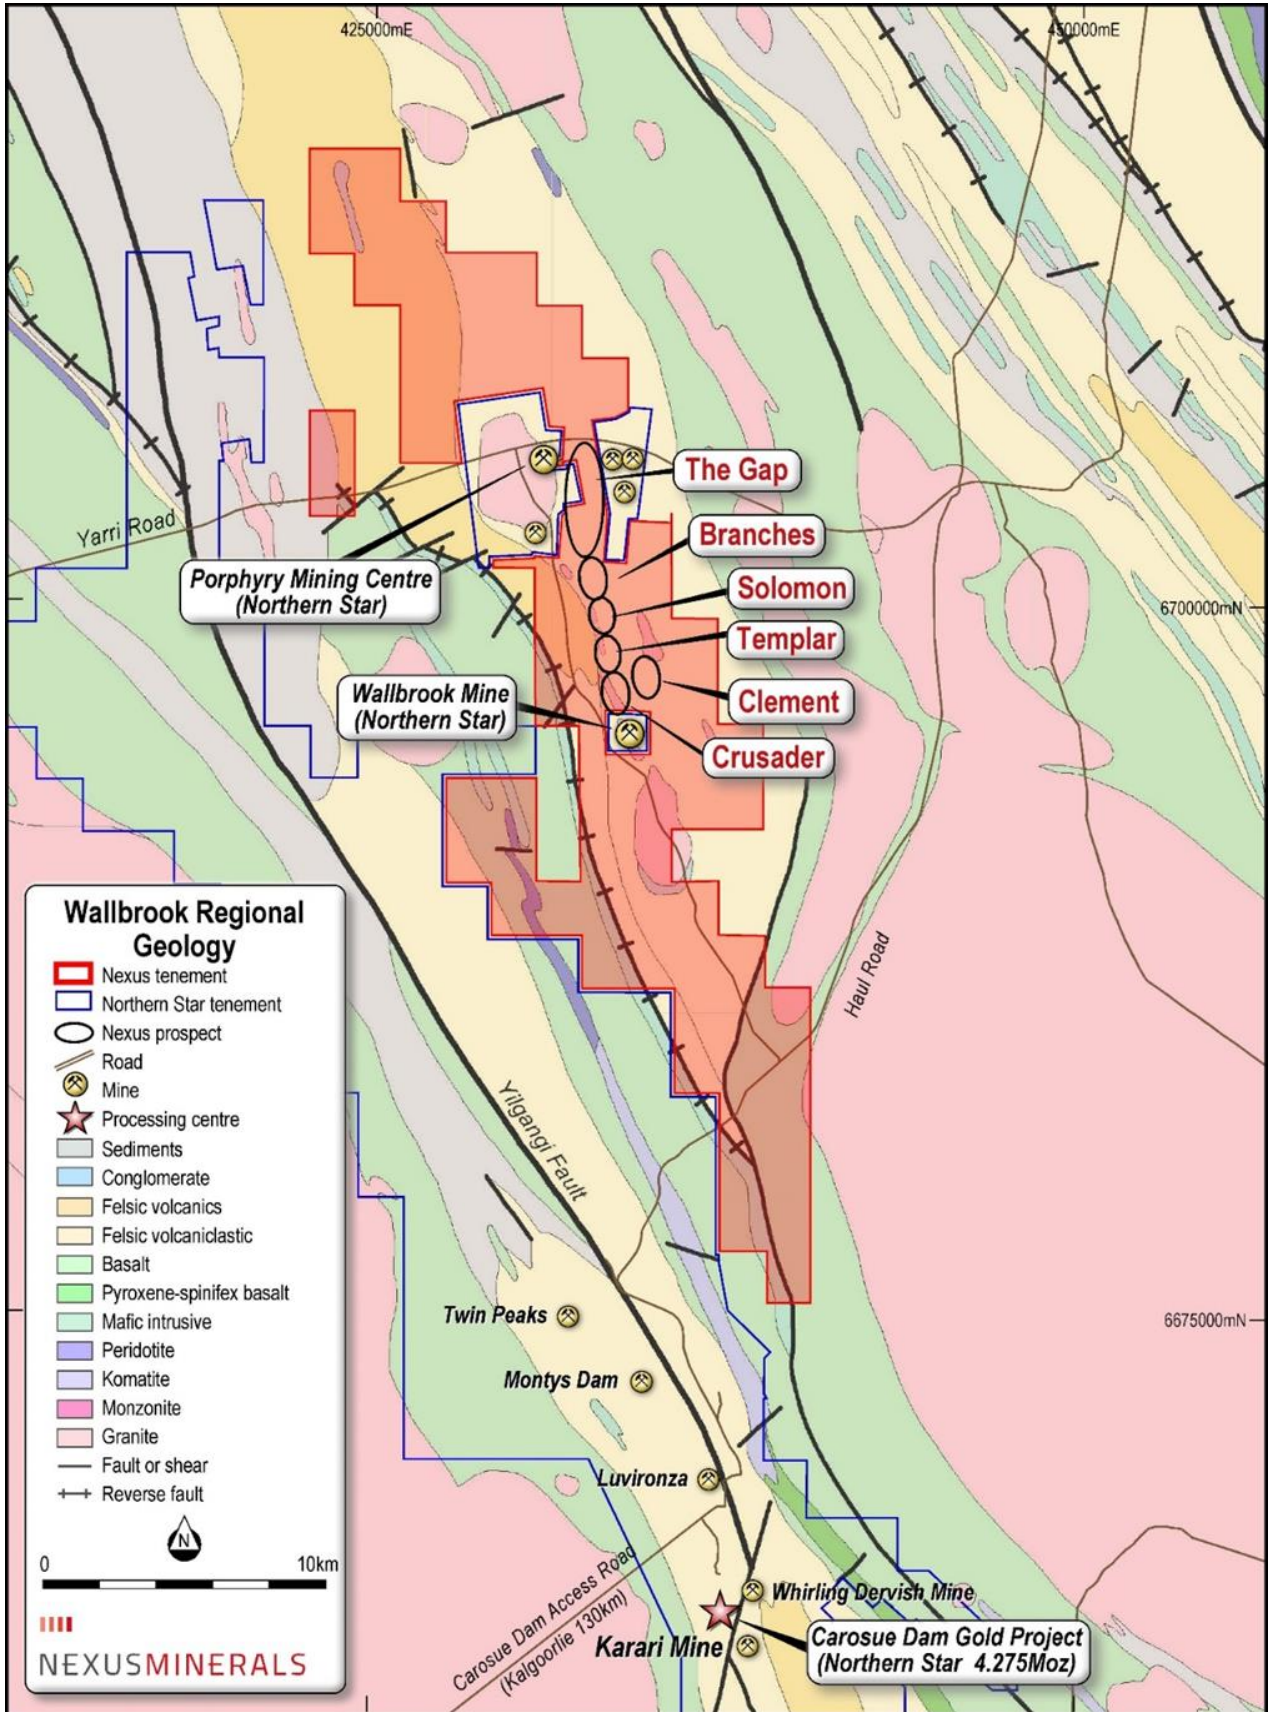 425000mE
450000mE
The Gap
Branches
Yarri Road
Porphyry Mining Centre
(Northern Star)
Solomon
6700000mN
Templar
Wallbrook Mine
(Northern Star)
Clement
Crusader
Wallbrook Regional
Geology
Nexus tenement
Northern Star tenement
Nexus prospect
Road
Mine
Processing centre
Sediments
Conglomerate
Felsic volcanics
Felsic volcaniclastic
Basalt
Pyroxene-spinifex basalt
Mafic intrusive
Peridotite
Komatite
Monzonite
Granite
Fault or shear
Reverse fault
N
0 10km
NEXUSMINERALS
Haul Road
Yilgangi Fault
Twin Peaks
6675000mN
Montys Dam
Luvironza
Carosue Dam Access Road
(Kalgoorlie 130km)
Whirling Dervish Mine
Karari Mine
Carosue Dam Gold Project
(Northern Star 4.275Moz)